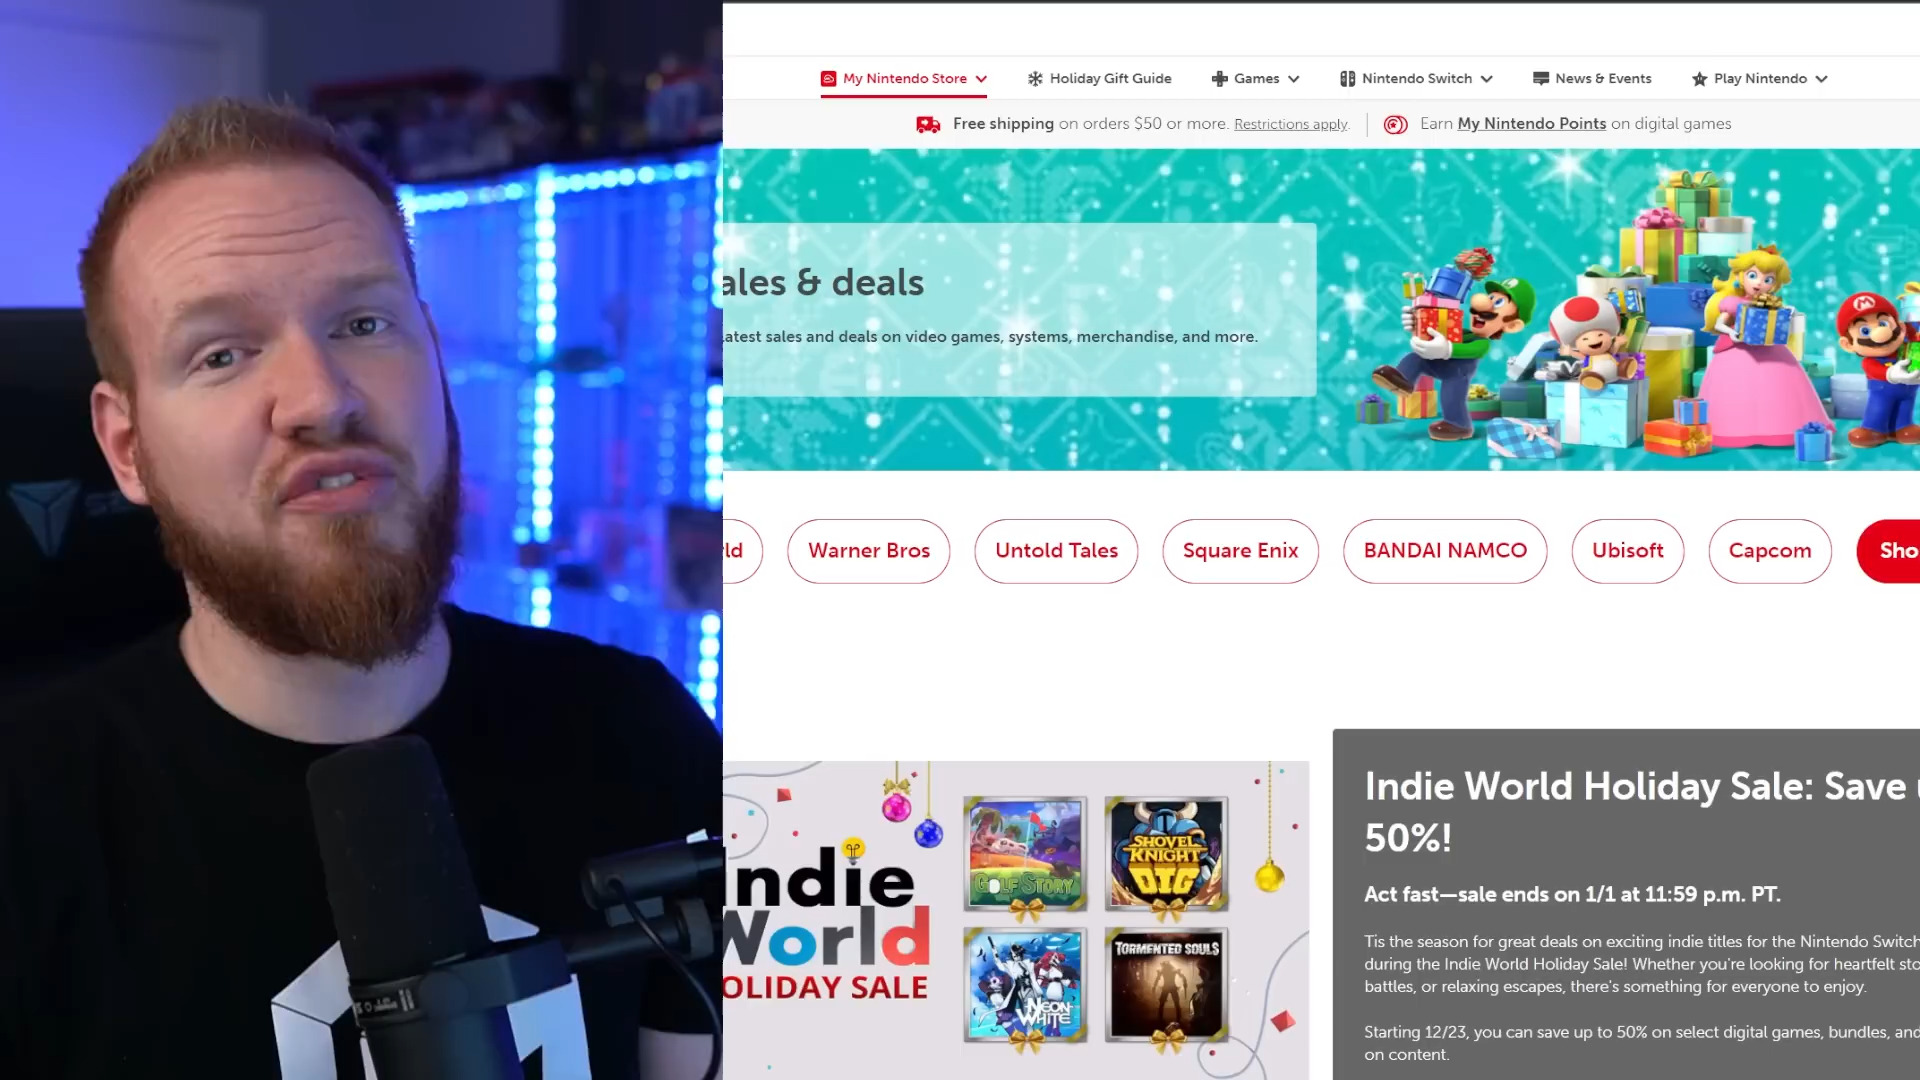 My Nintendo Store
Holiday Gift Guide
Games
Nintendo Switch
News & Events
Play Nintendo
Free shipping on orders $50 or more. Restrictions apply.
Earn My Nintendo Points on digital games
ales & deals
latest sales and deals on video games, systems, merchandise, and more.
rld
Warner Bros
Untold Tales
Square Enix
BANDAI NAMCO
Ubisoft
Capcom
Sho
Indie
World
OLIDAY SALE
GOLF STORY
SHOVEL
KNIGHT
DIG
NEON
WHITE
TORMENTED SOULS
Indie World Holiday Sale: Save u
50%!
Act fast—sale ends on 1/1 at 11:59 p.m. PT.
Tis the season for great deals on exciting indie titles for the Nintendo Switch
during the Indie World Holiday Sale! Whether you're looking for heartfelt sto
battles, or relaxing escapes, there's something for everyone to enjoy.
Starting 12/23, you can save up to 50% on select digital games, bundles, and
on content.